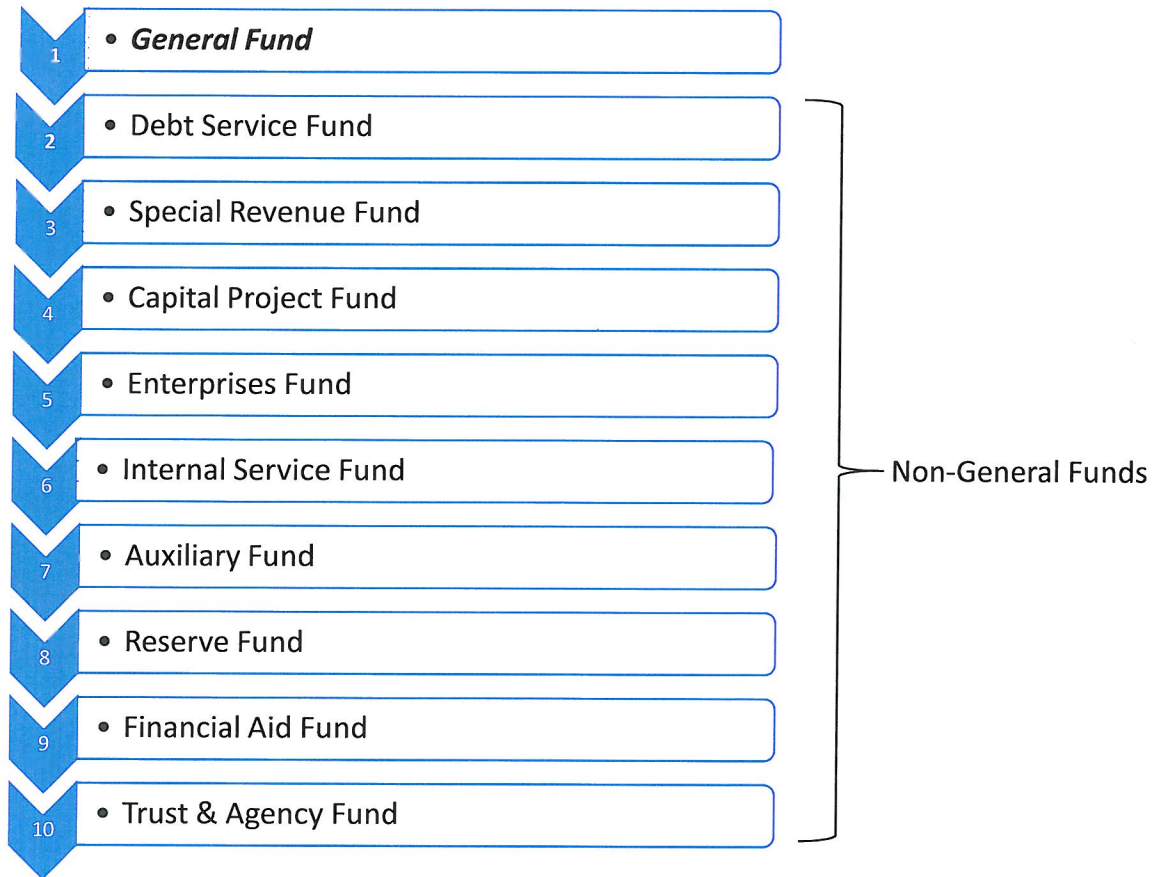 1
• General Fund
2
• Debt Service Fund
3
• Special Revenue Fund
4
• Capital Project Fund
5
• Enterprises Fund
6
• Internal Service Fund
7
• Auxiliary Fund
8
• Reserve Fund
9
• Financial Aid Fund
10
• Trust & Agency Fund
Non-General Funds